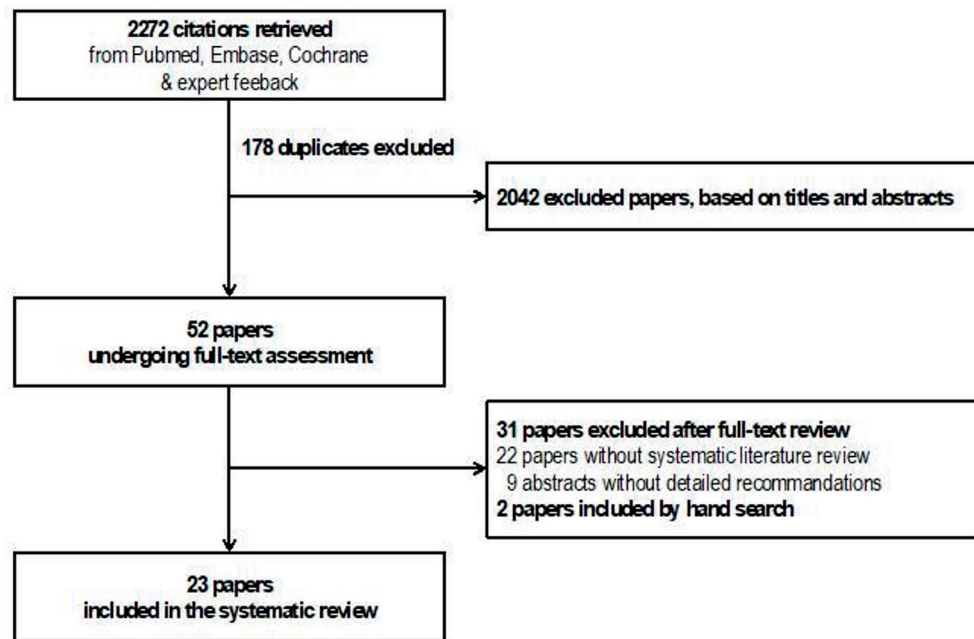 2272 citations retrieved
from Pubmed, Embase, Cochrane
& expert feeback
178 duplicates excluded
2042 excluded papers, based on titles and abstracts
52 papers
undergoing full-text assessment
31 papers excluded after full-text review
22 papers without systematic literature review
9 abstracts without detailed recommandations
2 papers included by hand search
23 papers
included in the systematic review